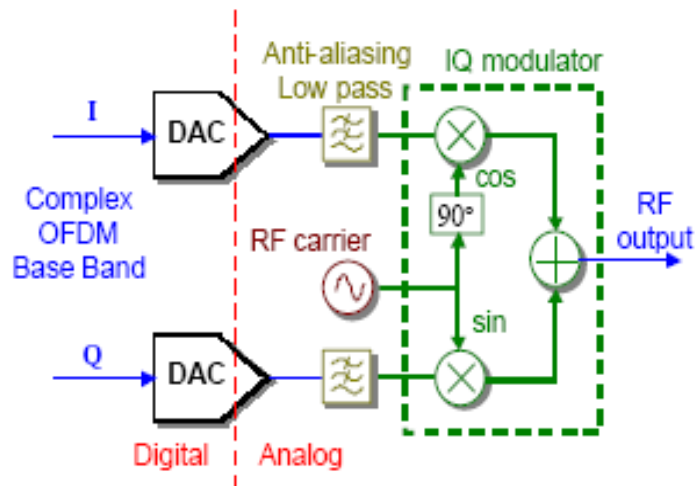 Anti-aliasing
Low pass
IQ modulator
I
DAC
cos
90°
Complex
OFDM
Base Band
RF carrier
RF
output
sin
Q
DAC
Digital
Analog